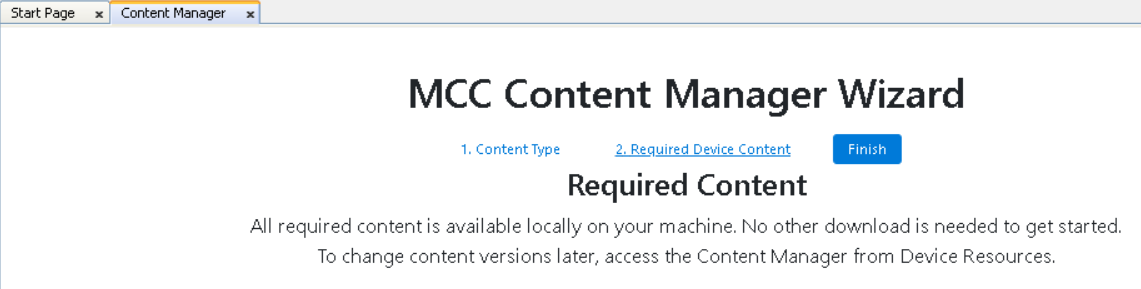 Start Page x Content Manager x
MCC Content Manager Wizard
1. Content Type 2. Required Device Content Finish
Required Content
All required content is available locally on your machine. No other download is needed to get started.
To change content versions later, access the Content Manager from Device Resources.